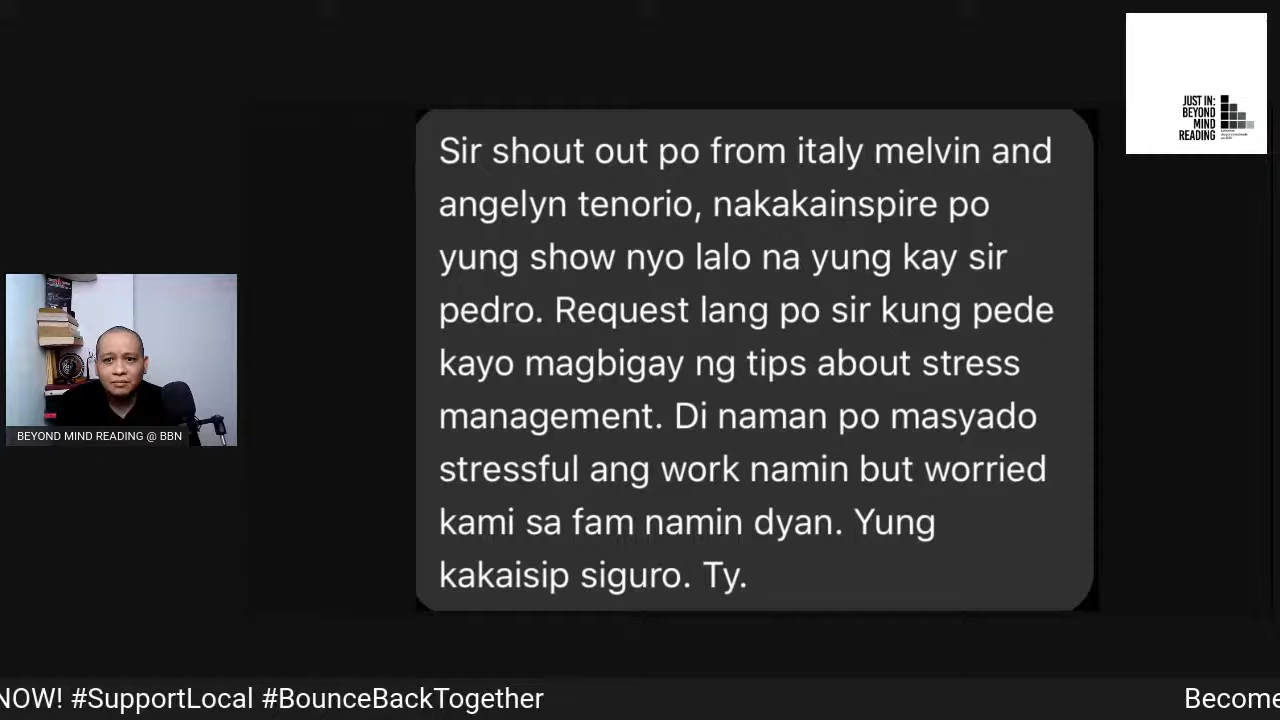 JUST IN:
BEYOND
MIND
READING
Sir shout out po from italy melvin and
angelyn tenorio, nakakainspire po
yung show nyo lalo na yung kay sir
pedro. Request lang po sir kung pede
kayo magbigay ng tips about stress
management. Di naman po masyado
stressful ang work namin but worried
kami sa fam namin dyan. Yung
kakaisip siguro. Ty.
BEYOND MIND READING @ BBN
NOW! #SupportLocal #BounceBackTogether
Become